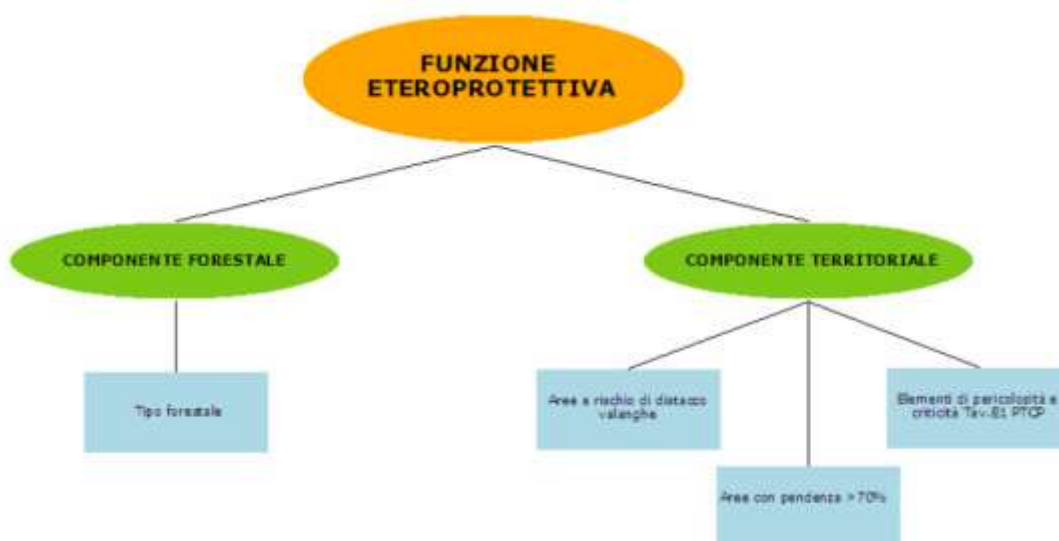 FUNZIONE
ETEROPROTETTIVA
COMPONENTE FORESTALE
COMPONENTE TERRITORIALE
Tipo forestale
Aree a rischio di distacco
valanghe
Elementi di pericolosità e
criticità Tav.E1 PTCP
Aree con pendenza >70%